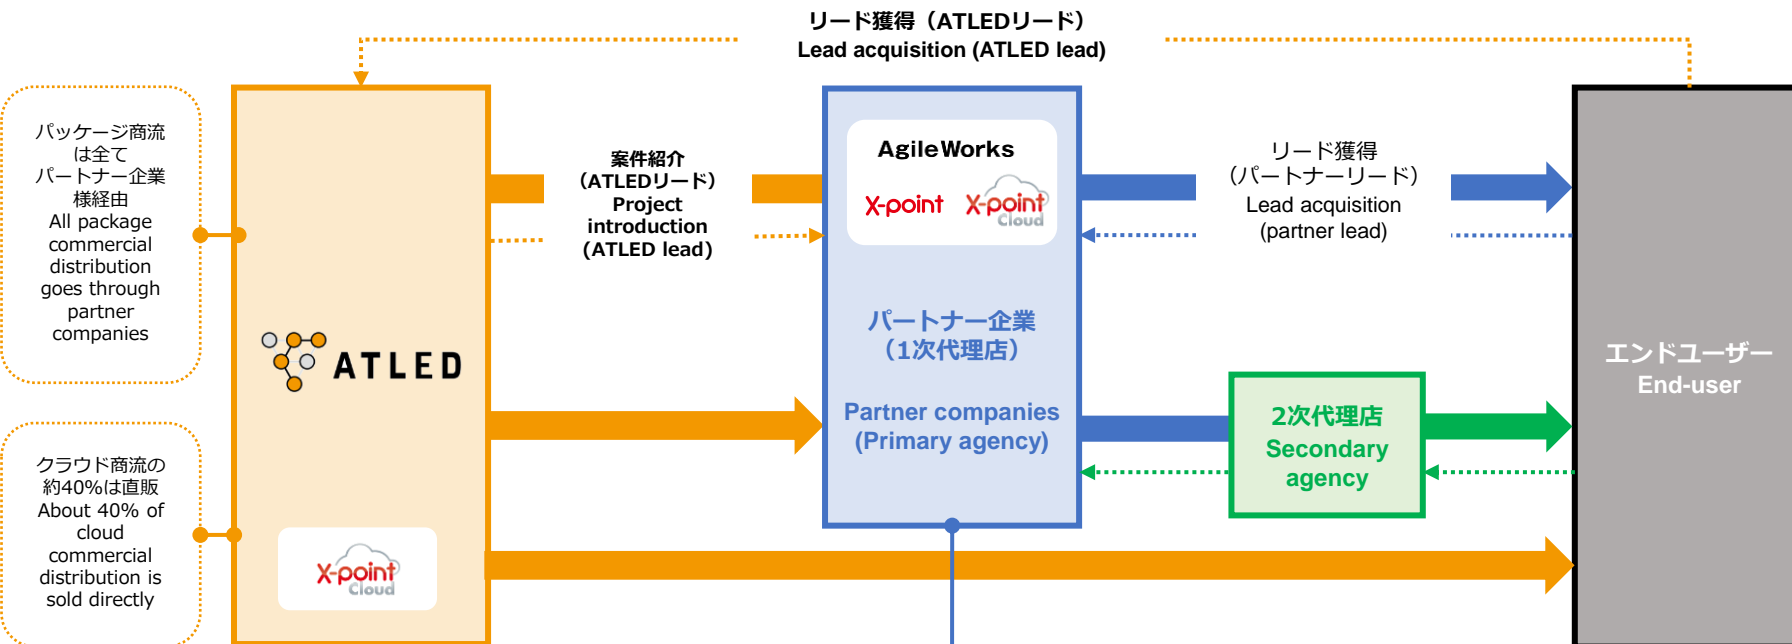 リード獲得（ATLEDリード）
Lead acquisition (ATLED lead)
パッケージ商流
は全て
パートナー企業
様経由
All package
commercial
distribution
goes through
partner
companies
クラウド商流の
約40%は直販
About 40% of
cloud
commercial
distribution is
sold directly
ATLED
X-point
Cloud
案件紹介
（ATLEDリード）
Project
introduction
(ATLED lead)
AgileWorks
X-point
X-point
Cloud
パートナー企業
（1次代理店）
Partner companies
(Primary agency)
リード獲得
（パートナーリード）
Lead acquisition
(partner lead)
2次代理店
Secondary
agency
エンドユーザー
End-user